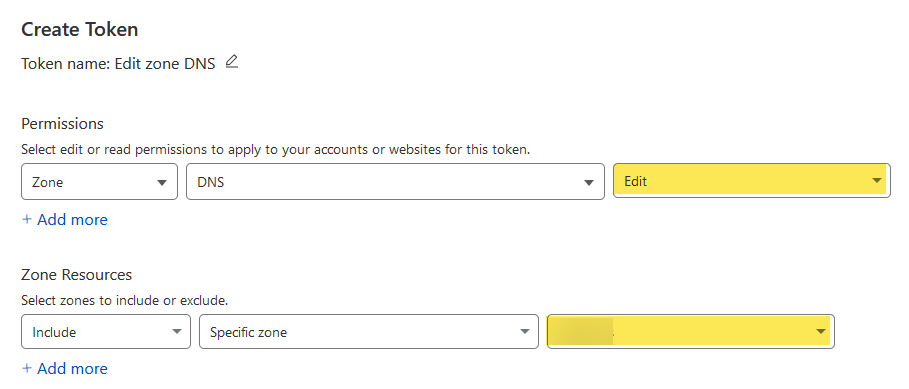 Create Token
Token name: Edit zone DNS
Permissions
Select edit or read permissions to apply to your accounts or websites for this token.
Zone DNS Edit
+ Add more
Zone Resources
Select zones to include or exclude.
Include Specific zone
+ Add more